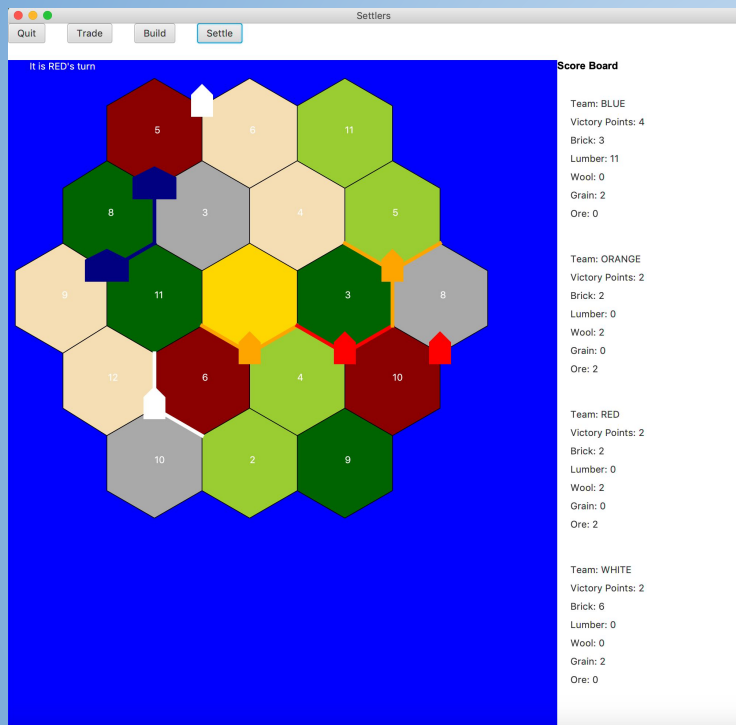 Settlers
Quit Trade Build Settle
It is RED's turn
Score Board
5 6 11
8 3 4 5
9 11 3 8
12 6 4 10
10 2 9
Team: BLUE
Victory Points: 4
Brick: 3
Lumber: 11
Wool: 0
Grain: 2
Ore: 0
Team: ORANGE
Victory Points: 2
Brick: 2
Lumber: 0
Wool: 2
Grain: 0
Ore: 2
Team: RED
Victory Points: 2
Brick: 2
Lumber: 0
Wool: 2
Grain: 0
Ore: 2
Team: WHITE
Victory Points: 2
Brick: 6
Lumber: 0
Wool: 0
Grain: 2
Ore: 0